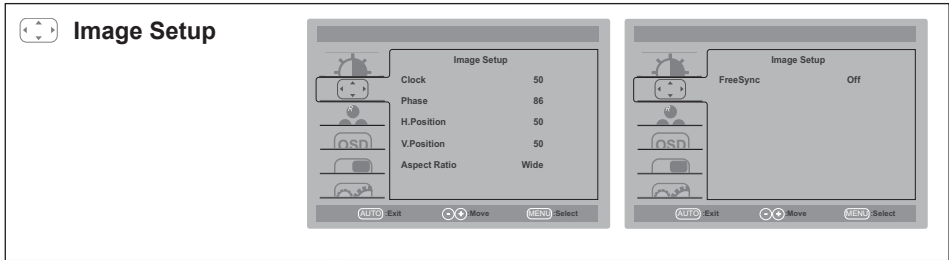 Image Setup
Image Setup
Clock 50
Phase 86
H.Position 50
V.Position 50
Aspect Ratio Wide
R
OSD
AUTO :Exit - + :Move MENU :Select
Image Setup
FreeSync Off
R
OSD
AUTO :Exit - + :Move MENU :Select